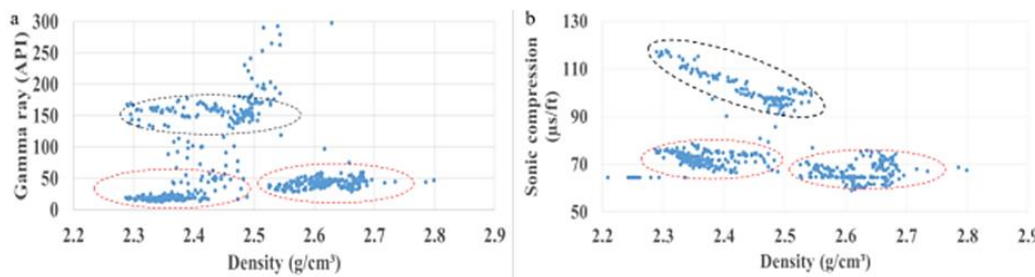 a
Gamma ray (API)
300
250
200
150
100
50
0
2.2 2.3 2.4 2.5 2.6 2.7 2.8 2.9
Density (g/cm³)
b
Sonic compression
(µs/ft)
130
110
90
70
50
2.2 2.3 2.4 2.5 2.6 2.7 2.8 2.9
Density (g/cm³)